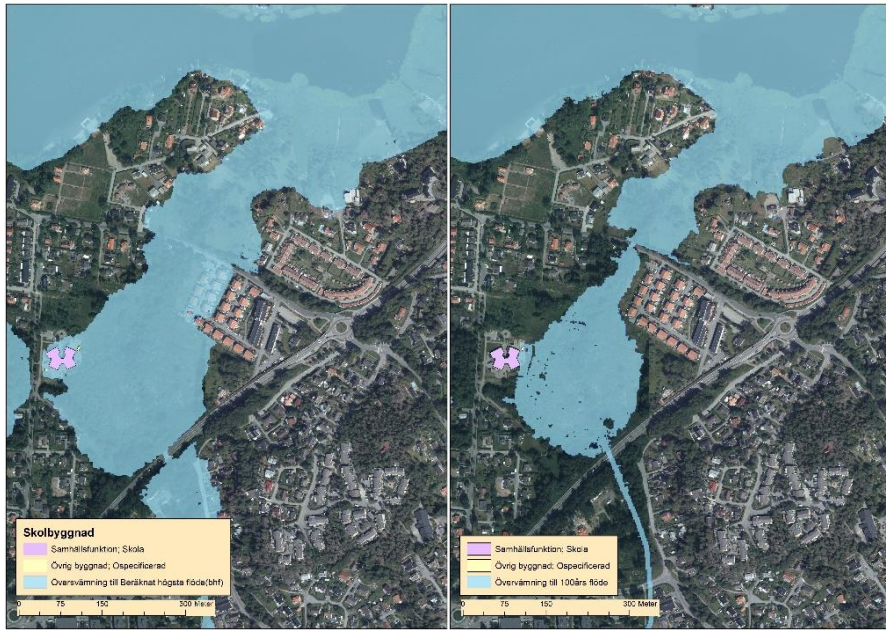 Skolbyggnad
Samhällsfunktion; Skola
Övrig byggnad; Ospecificerad
Översvämning till Beräknat högsta flöde(bhf)
0 75 150 300 Meter
Samhällsfunktion; Skola
Övrig byggnad; Ospecificerad
Översvämning till 100års flöde
0 75 150 300 Meter